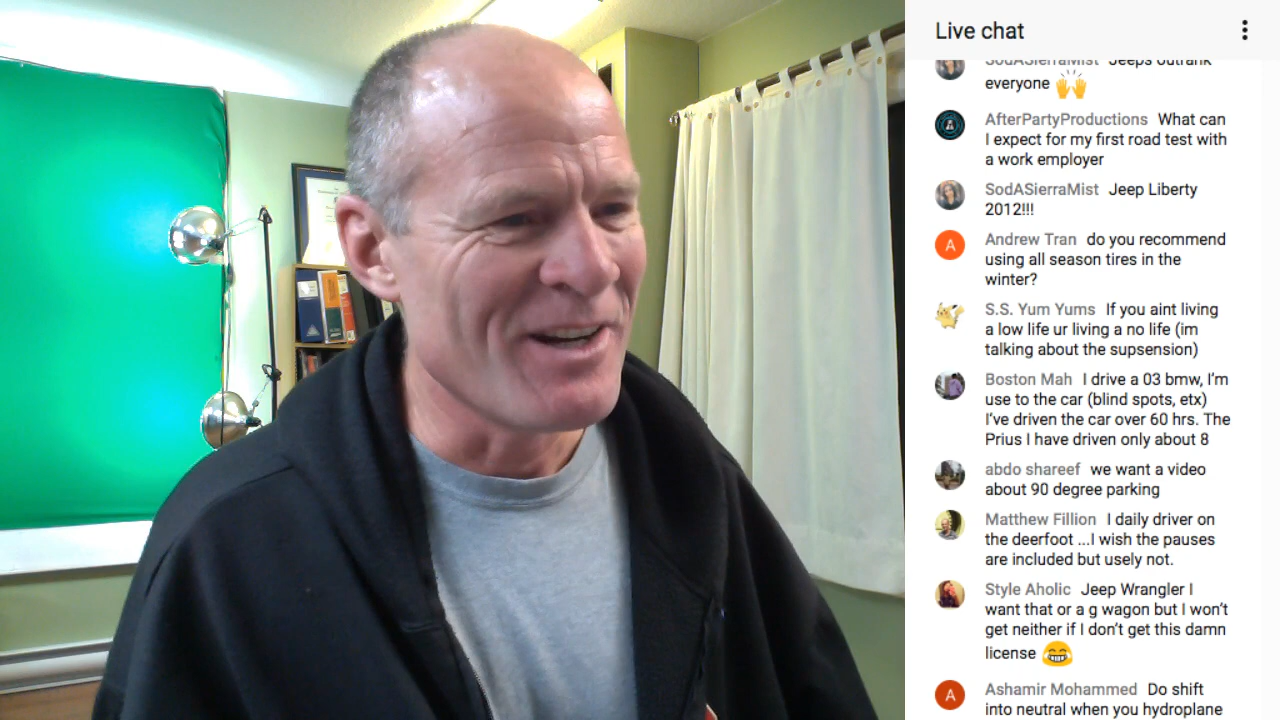 Live chat
SodASierraMist Jeeps outrank
everyone 🙌
AfterPartyProductions What can
I expect for my first road test with
a work employer
SodASierraMist Jeep Liberty
2012!!!
A Andrew Tran do you recommend
using all season tires in the
winter?
S.S. Yum Yums If you aint living
a low life ur living a no life (im
talking about the supsension)
Boston Mah I drive a 03 bmw, I’m
use to the car (blind spots, etx)
I’ve driven the car over 60 hrs. The
Prius I have driven only about 8
abdo shareef we want a video
about 90 degree parking
Matthew Fillion I daily driver on
the deerfoot ...I wish the pauses
are included but usely not.
Style Aholic Jeep Wrangler I
want that or a g wagon but I won’t
get neither if I don’t get this damn
license 😂
A Ashamir Mohammed Do shift
into neutral when you hydroplane